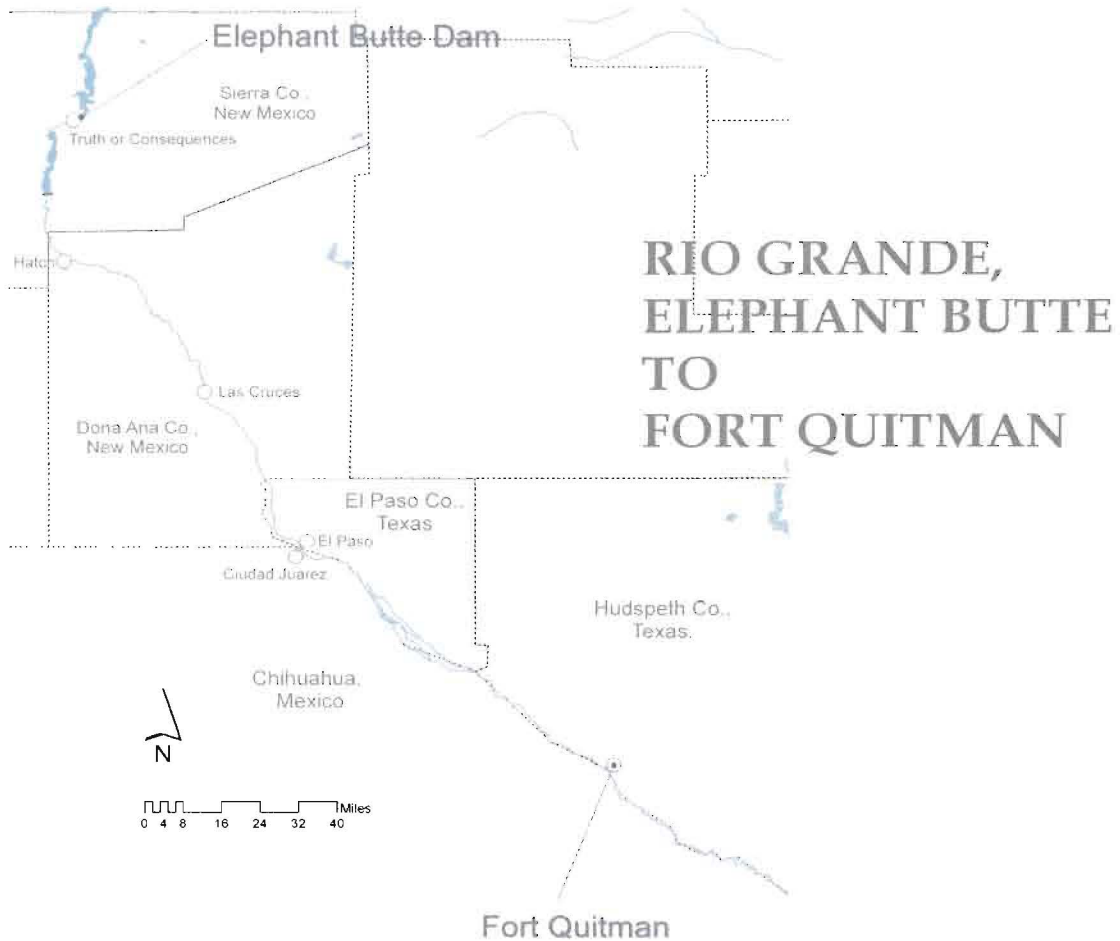 Elephant Butte Dam
Sierra Co.,
New Mexico
Truth or Consequences
RIO GRANDE,
ELEPHANT BUTTE
TO
FORT QUITMAN
Hatch
Las Cruces
Dona Ana Co.,
New Mexico
El Paso Co.,
Texas
El Paso
Ciudad Juarez
Hudspeth Co.,
Texas.
Chihuahua,
Mexico
N
Miles
0 4 8 16 24 32 40
Fort Quitman